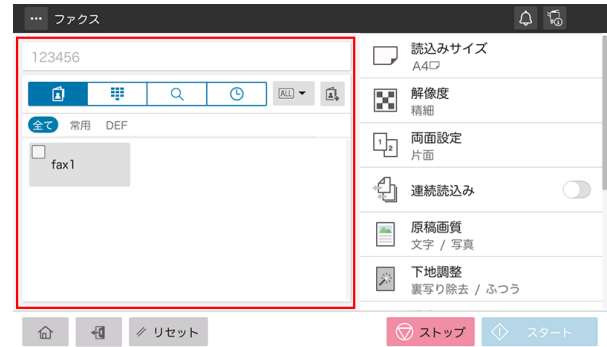 ファクス
123456
ALL
全て 常用 DEF
fax1
読込みサイズ
A4
解像度
精細
両面設定
1 2
片面
連続読込み
原稿画質
文字 / 写真
下地調整
裏写り除去 / ふつう
リセット
ストップ
スタート